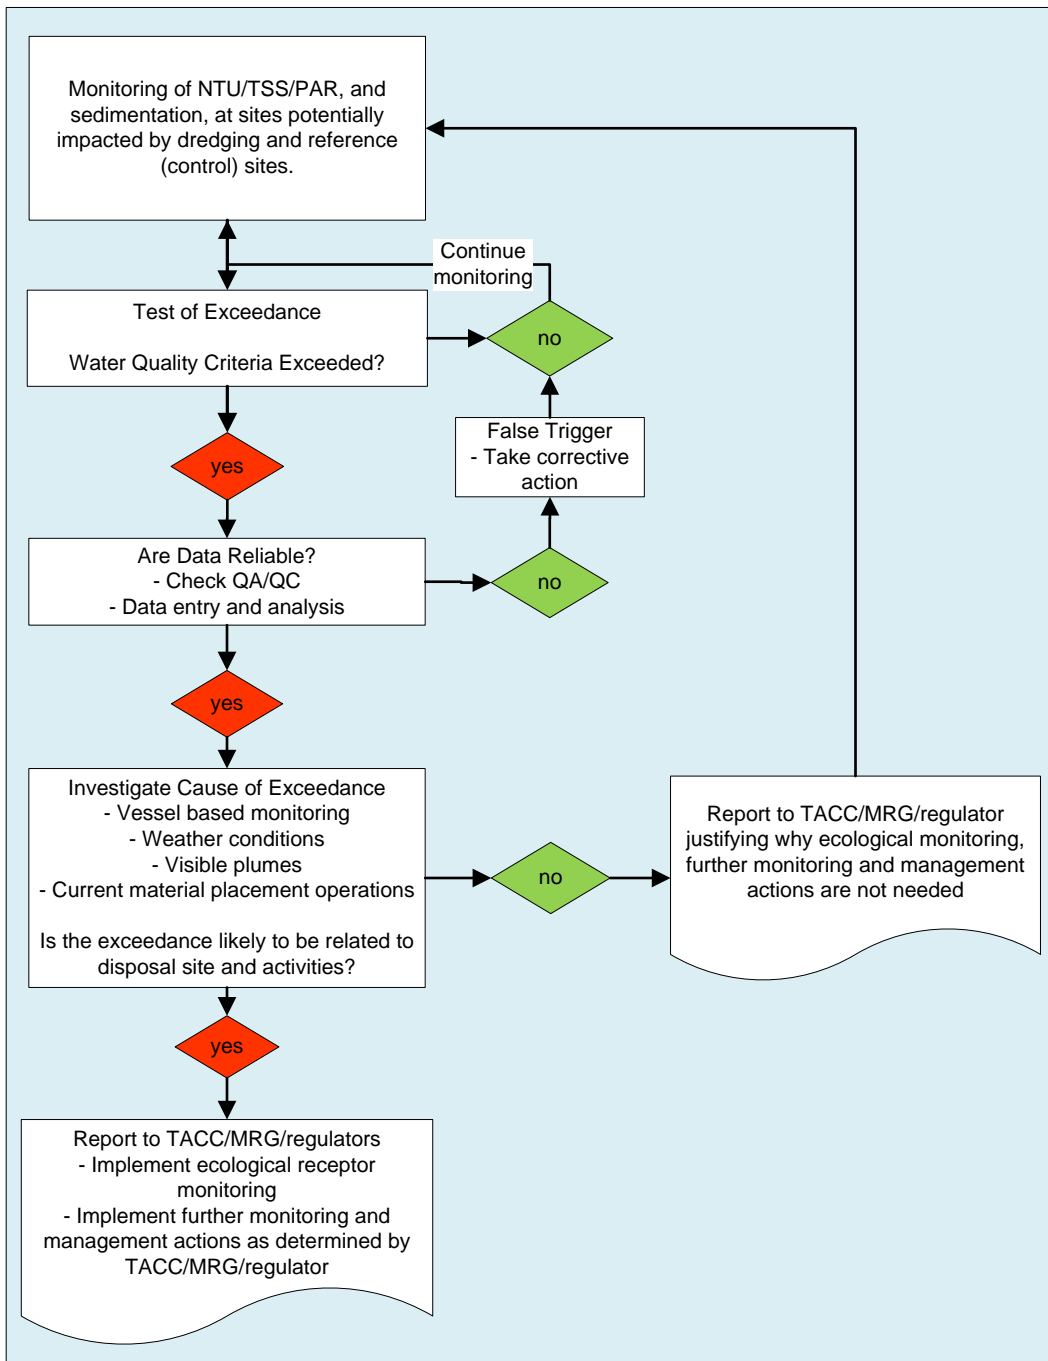 Monitoring of NTU/TSS/PAR, and
sedimentation, at sites potentially
impacted by dredging and reference
(control) sites.
Continue
monitoring
Test of Exceedance
Water Quality Criteria Exceeded?
no
False Trigger
- Take corrective
action
yes
Are Data Reliable?
- Check QA/QC
- Data entry and analysis
no
yes
Investigate Cause of Exceedance
- Vessel based monitoring
- Weather conditions
- Visible plumes
- Current material placement operations
Is the exceedance likely to be related to
disposal site and activities?
no
Report to TACC/MRG/regulator
justifying why ecological monitoring,
further monitoring and management
actions are not needed
yes
Report to TACC/MRG/regulators
- Implement ecological receptor
monitoring
- Implement further monitoring and
management actions as determined by
TACC/MRG/regulator